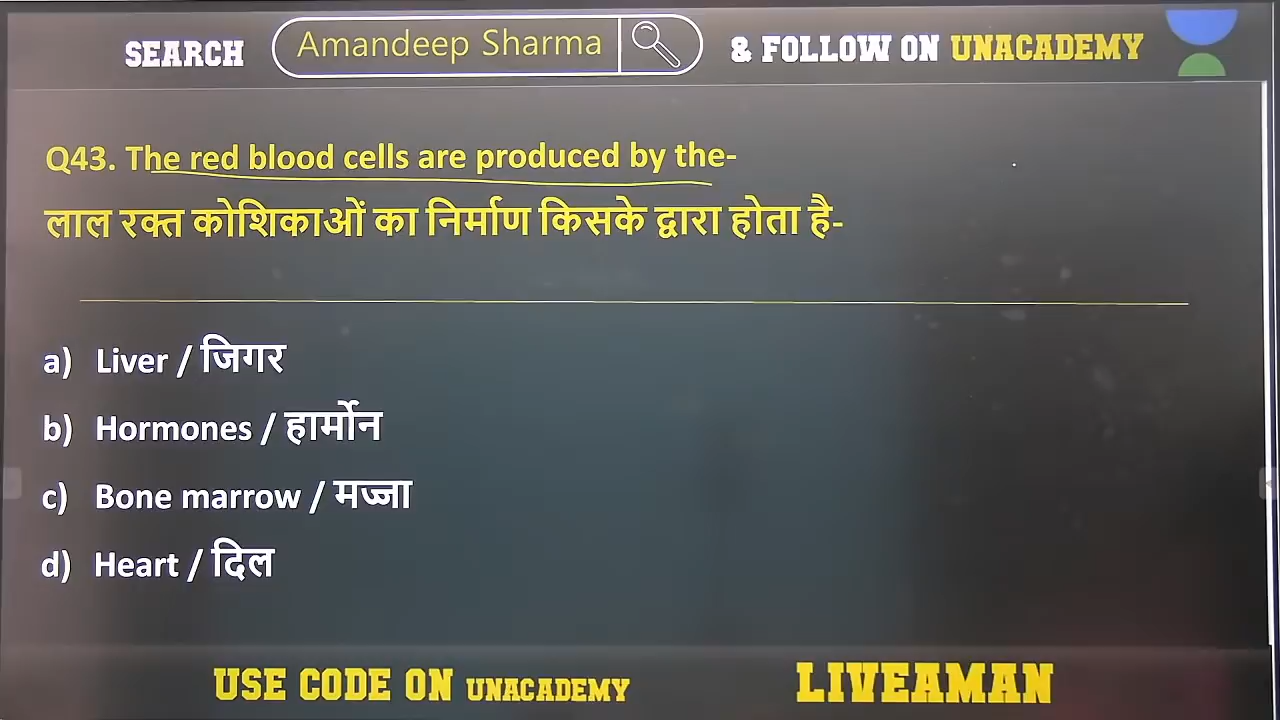 SEARCH Amandeep Sharma & FOLLOW ON UNACADEMY
Q43. The red blood cells are produced by the-
लाल रक्त कोशिकाओं का निर्माण किसके द्वारा होता है-
a) Liver / जिगर
b) Hormones / हार्मोन
c) Bone marrow / मज्जा
d) Heart / दिल
USE CODE ON UNACADEMY LIVEAMAN